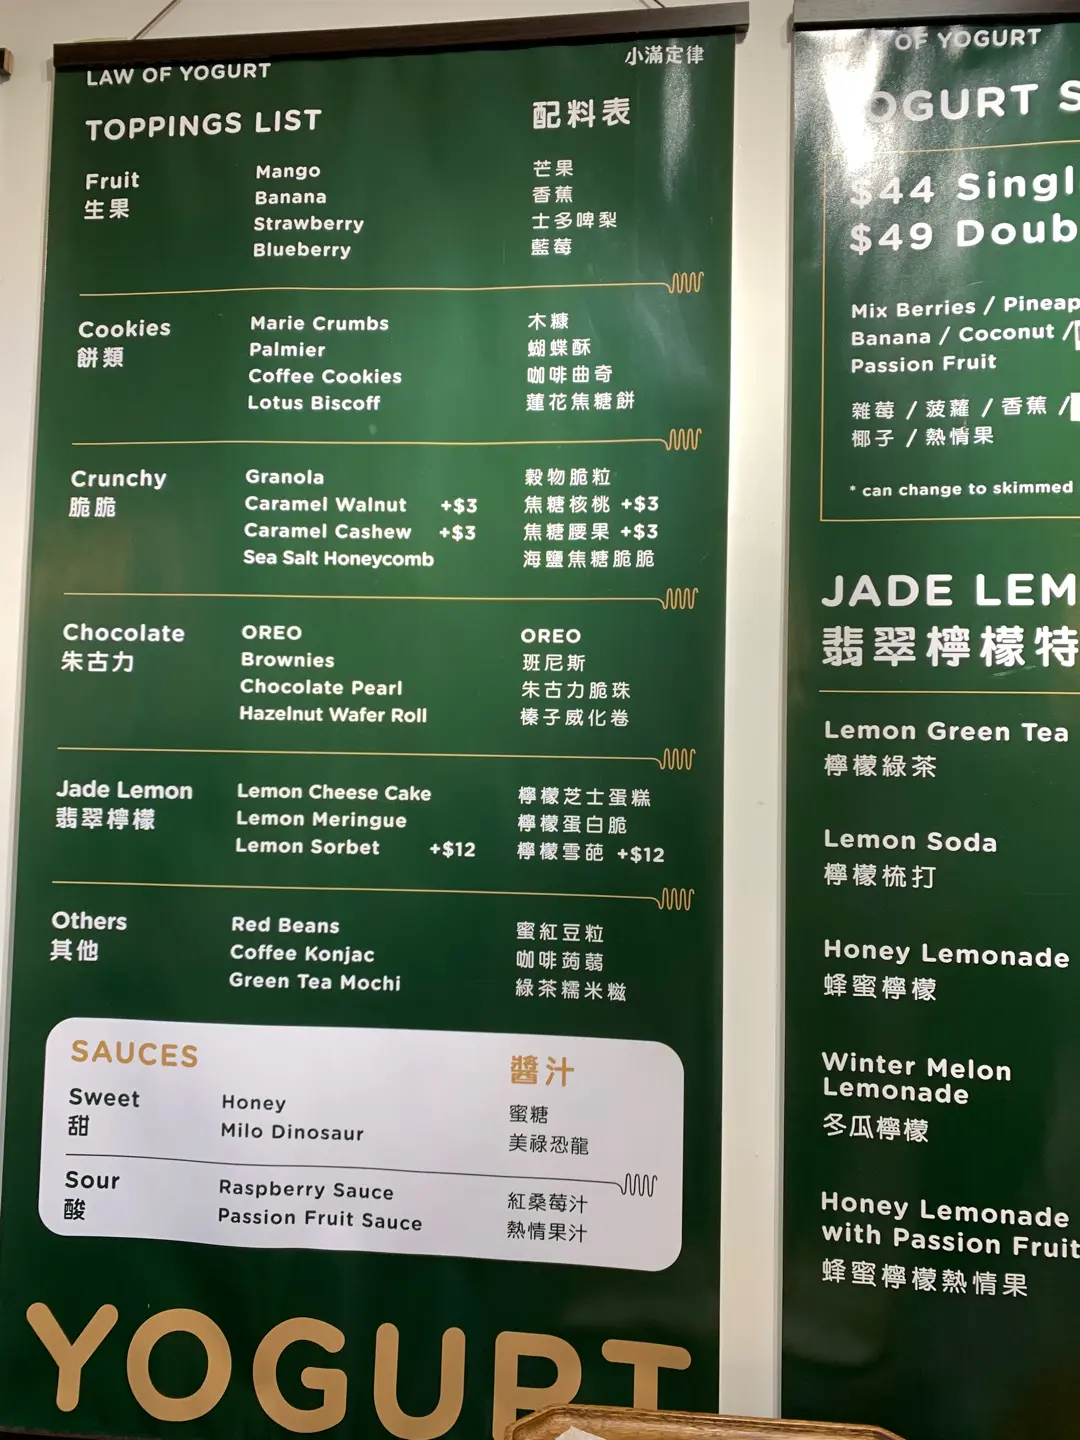 LAW OF YOGURT 小滿定律
TOPPINGS LIST 配料表
Fruit Mango 芒果
生果 Banana 香蕉
Strawberry 士多啤梨
Blueberry 藍莓
Cookies Marie Crumbs 木糠
餅類 Palmier 蝴蝶酥
Coffee Cookies 咖啡曲奇
Lotus Biscoff 蓮花焦糖餅
Crunchy Granola 穀物脆粒
脆脆 Caramel Walnut +$3 焦糖核桃 +$3
Caramel Cashew +$3 焦糖腰果 +$3
Sea Salt Honeycomb 海鹽焦糖脆脆
Chocolate OREO OREO
朱古力 Brownies 班尼斯
Chocolate Pearl 朱古力脆珠
Hazelnut Wafer Roll 榛子威化卷
Jade Lemon Lemon Cheese Cake 檸檬芝士蛋糕
翡翠檸檬 Lemon Meringue 檸檬蛋白脆
Lemon Sorbet +$12 檸檬雪葩 +$12
Others Red Beans 蜜紅豆粒
其他 Coffee Konjac 咖啡蒟蒻
Green Tea Mochi 綠茶糯米糍
SAUCES 醬汁
Sweet Honey 蜜糖
甜 Milo Dinosaur 美祿恐龍
Sour Raspberry Sauce 紅桑莓汁
酸 Passion Fruit Sauce 熱情果汁
YOGURT
LAW OF YOGURT
OGURT S
$44 Singl
$49 Doub
Mix Berries / Pineap
Banana / Coconut /
Passion Fruit
雜莓 / 菠蘿 / 香蕉 /
椰子 / 熱情果
* can change to skimmed
JADE LEM
翡翠檸檬特
Lemon Green Tea
檸檬綠茶
Lemon Soda
檸檬梳打
Honey Lemonade
蜂蜜檸檬
Winter Melon
Lemonade
冬瓜檸檬
Honey Lemonade
with Passion Fruit
蜂蜜檸檬熱情果